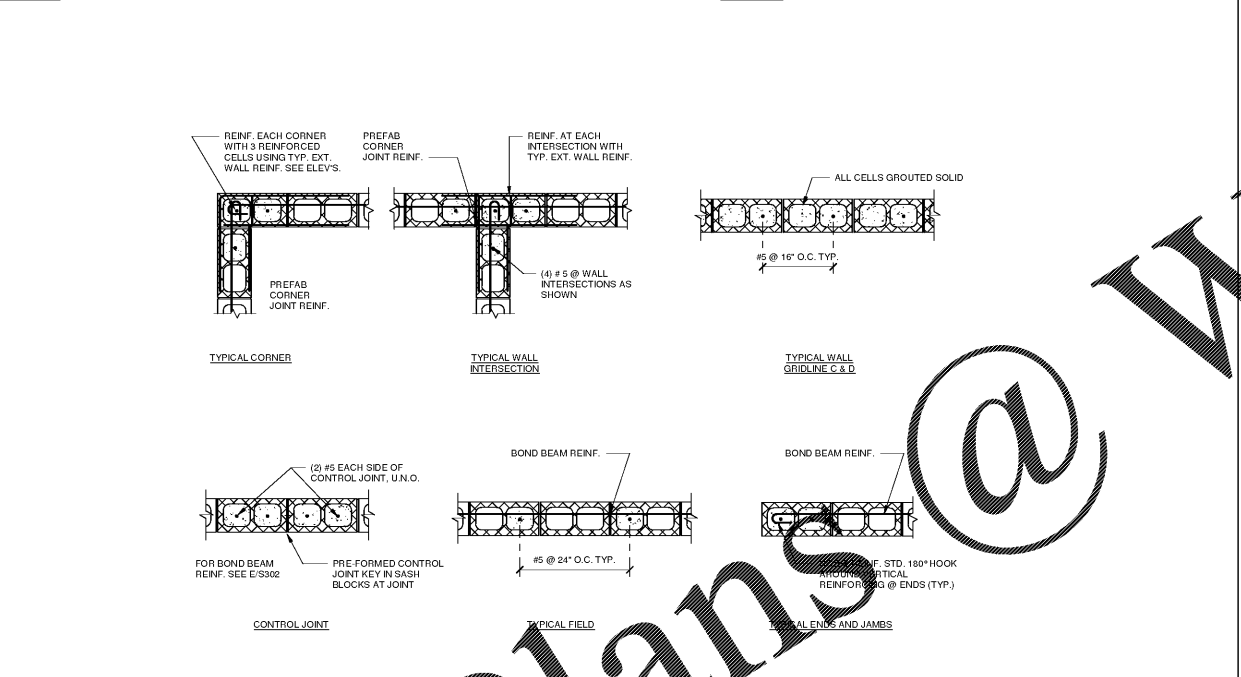 REINF. EACH CORNER
WITH 3 REINFORCED
CELLS USING TYP. EXT.
WALL REINF. SEE ELEV'S.
PREFAB
CORNER
JOINT REINF.
REINF. AT EACH
INTERSECTION WITH
TYP. EXT. WALL REINF.
ALL CELLS GROUTED SOLID
#5 @ 16" O.C. TYP.
(4) # 5 @ WALL
INTERSECTIONS AS
SHOWN
PREFAB
CORNER
JOINT REINF.
TYPICAL CORNER
TYPICAL WALL
INTERSECTION
TYPICAL WALL
GRIDLINE C & D
(2) #5 EACH SIDE OF
CONTROL JOINT, U.N.O.
BOND BEAM REINF.
BOND BEAM REINF.
FOR BOND BEAM
REINF. SEE E/S302
PRE-FORMED CONTROL
JOINT KEY IN SASH
BLOCKS AT JOINT
#5 @ 24" O.C. TYP.
STD. 180° HOOK
AROUND VERTICAL
REINFORCING @ ENDS (TYP.)
CONTROL JOINT
TYPICAL FIELD
TYPICAL ENDS AND JAMBS
plans@w